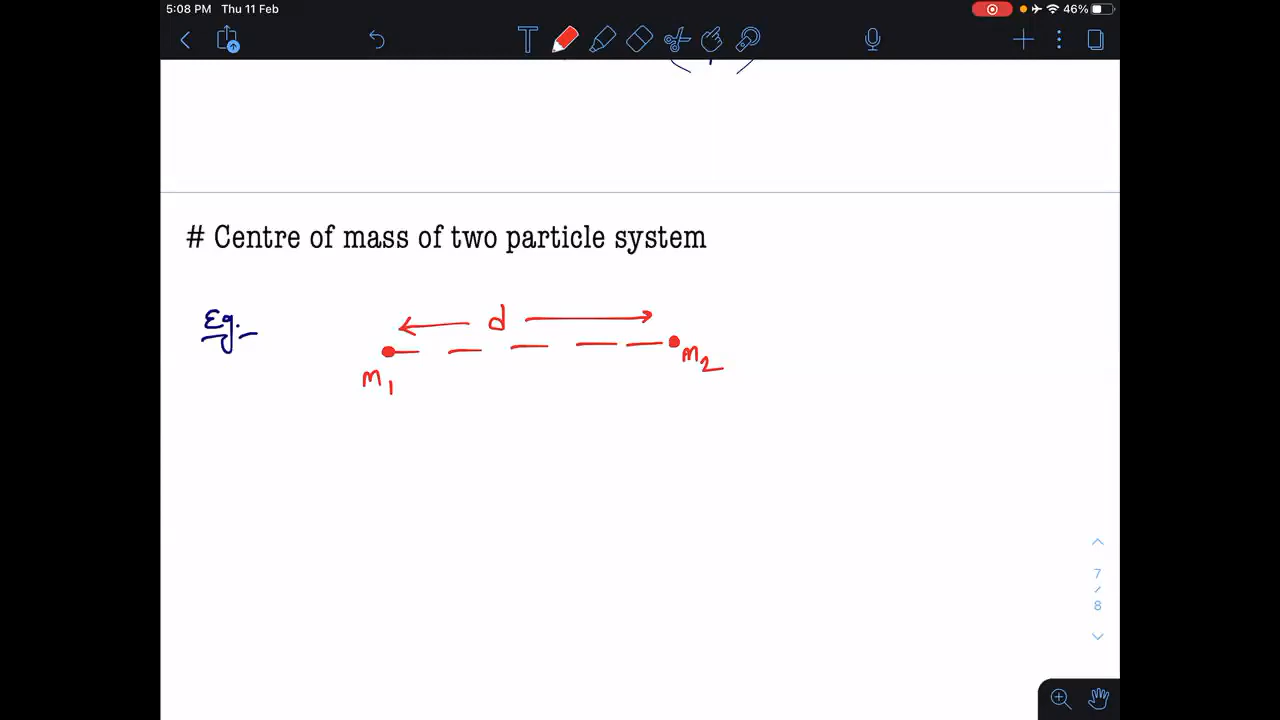 5:08 PM Thu 11 Feb
46%
T
# Centre of mass of two particle system
Eg.
d
m1
m2
7
/
8